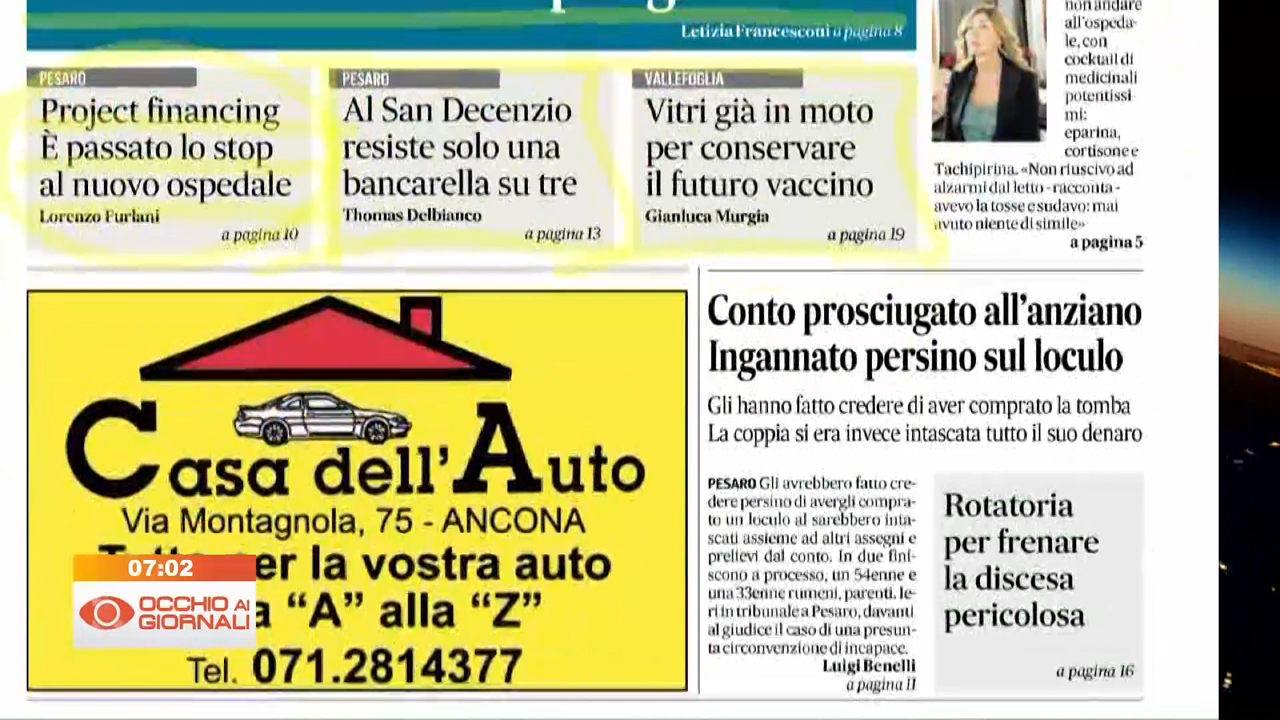 Letizia Francesconi a pagina 8
PESARO
Project financing
È passato lo stop
al nuovo ospedale
Lorenzo Furlani
a pagina 10
PESARO
Al San Decenzio
resiste solo una
bancarella su tre
Thomas Delbianco
a pagina 13
VALLEFOGLIA
Vitri già in moto
per conservare
il futuro vaccino
Gianluca Murgia
a pagina 19
non andare
all'ospeda-
le, con
cocktail di
medicinali
potentissi-
mi:
eparina,
cortisone e
Tachipirina. «Non riuscivo ad
alzarmi dal letto - racconta -
avevo la tosse e sudavo: mai
avuto niente di simile»
a pagina 5
Casa dell'Auto
Via Montagnola, 75 - ANCONA
er la vostra auto
a "A" alla "Z"
Tel. 071.2814377
07:02
OCCHIO AI
GIORNALI
Conto prosciugato all'anziano
Ingannato persino sul loculo
Gli hanno fatto credere di aver comprato la tomba
La coppia si era invece intascata tutto il suo denaro
PESARO Gli avrebbero fatto cre-
dere persino di avergli compra-
to un loculo al sarebbero inta-
scati assieme ad altri assegni e
prelievi dal conto. In due fini-
scono a processo, un 54enne e
una 33enne rumeni, parenti. Ie-
ri in tribunale a Pesaro, davanti
al giudice il caso di una presun-
ta circonvenzione di incapace.
Luigi Benelli
a pagina 11
Rotatoria
per frenare
la discesa
pericolosa
a pagina 16